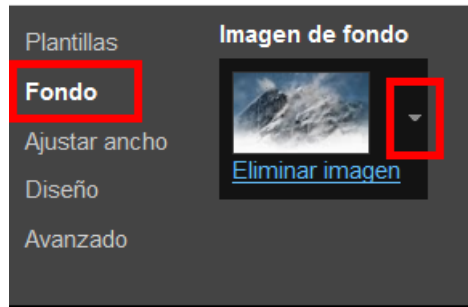 Plantillas
Fondo
Ajustar ancho
Diseño
Avanzado
Imagen de fondo
Eliminar imagen